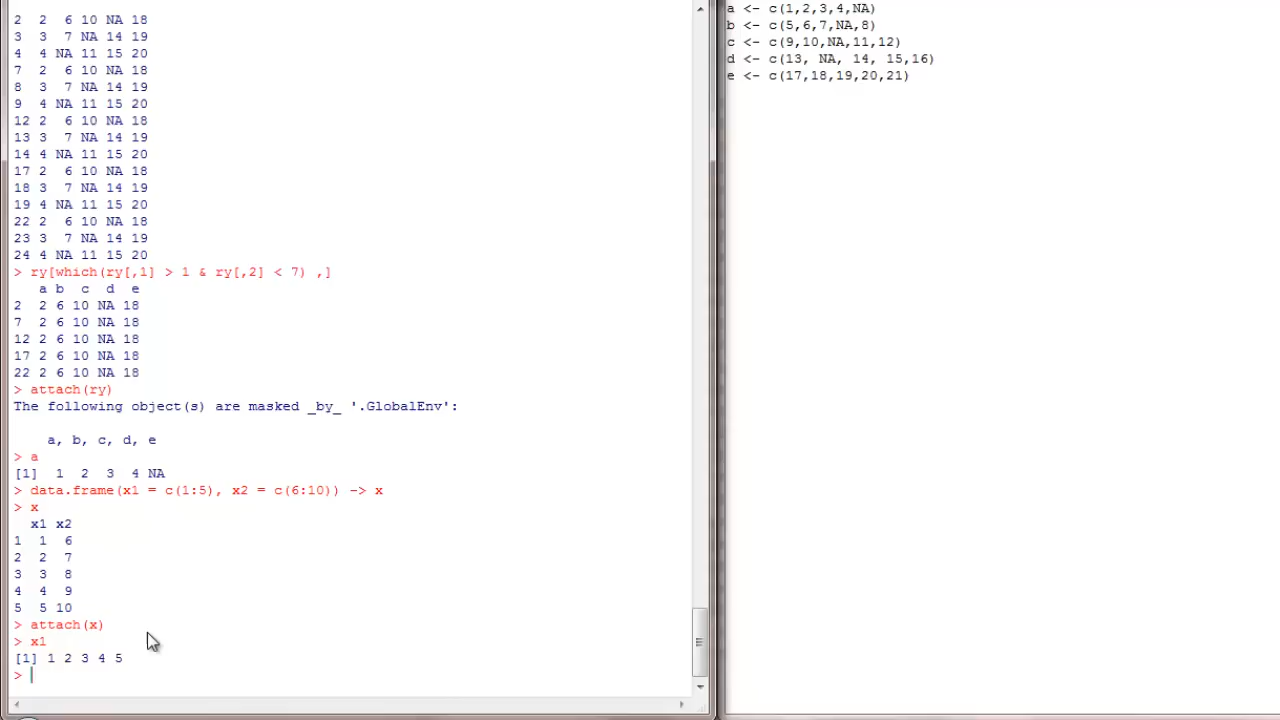 2  2  6 10 NA 18
3  3  7 NA 14 19
4  4 NA 11 15 20
7  2  6 10 NA 18
8  3  7 NA 14 19
9  4 NA 11 15 20
12 2  6 10 NA 18
13 3  7 NA 14 19
14 4 NA 11 15 20
17 2  6 10 NA 18
18 3  7 NA 14 19
19 4 NA 11 15 20
22 2  6 10 NA 18
23 3  7 NA 14 19
24 4 NA 11 15 20
> ry[which(ry[,1] > 1 & ry[,2] < 7) ,]
   a b  c  d  e
2  2 6 10 NA 18
7  2 6 10 NA 18
12 2 6 10 NA 18
17 2 6 10 NA 18
22 2 6 10 NA 18
> attach(ry)
The following object(s) are masked _by_ '.GlobalEnv':
    a, b, c, d, e
> a
[1]  1  2  3  4 NA
> data.frame(x1 = c(1:5), x2 = c(6:10)) -> x
> x
  x1 x2
1  1  6
2  2  7
3  3  8
4  4  9
5  5 10
> attach(x)
> x1
[1] 1 2 3 4 5
>
a <- c(1,2,3,4,NA)
b <- c(5,6,7,NA,8)
c <- c(9,10,NA,11,12)
d <- c(13, NA, 14, 15,16)
e <- c(17,18,19,20,21)